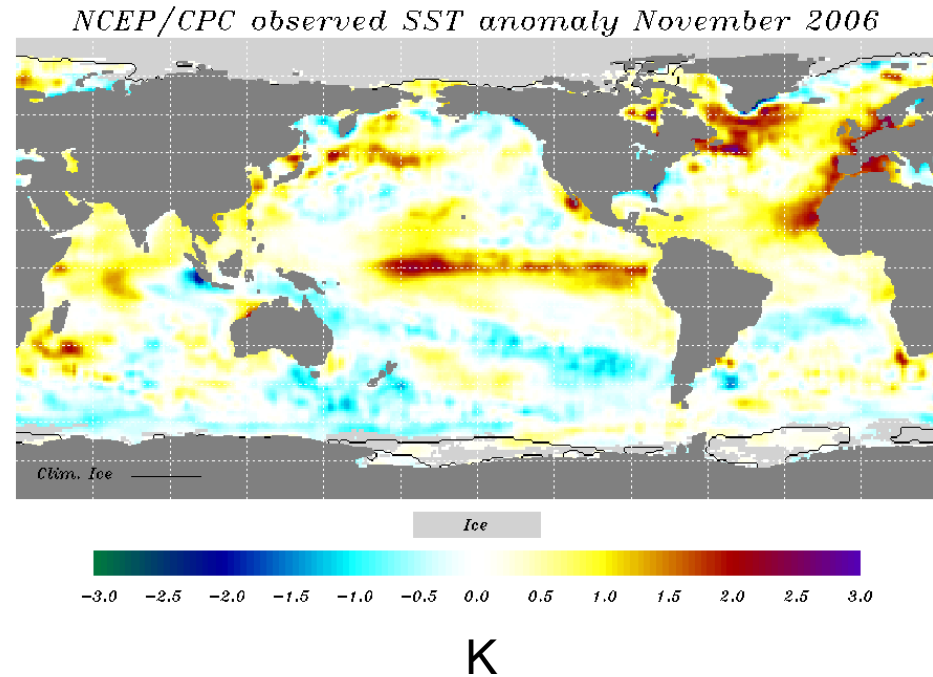 NCEP/CPC observed SST anomaly November 2006
Clim. Ice
Ice
-3.0 -2.5 -2.0 -1.5 -1.0 -0.5 0.0 0.5 1.0 1.5 2.0 2.5 3.0
K